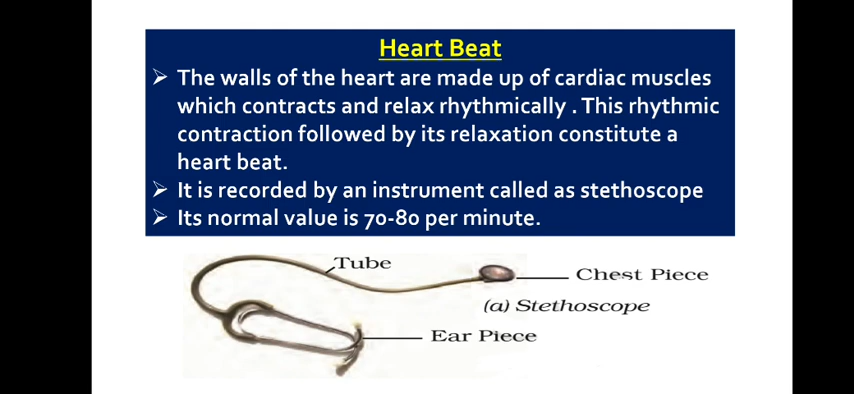 Heart Beat
➢ The walls of the heart are made up of cardiac muscles
which contracts and relax rhythmically . This rhythmic
contraction followed by its relaxation constitute a
heart beat.
➢ It is recorded by an instrument called as stethoscope
➢ Its normal value is 70-80 per minute.
Tube
Chest Piece
(a) Stethoscope
Ear Piece